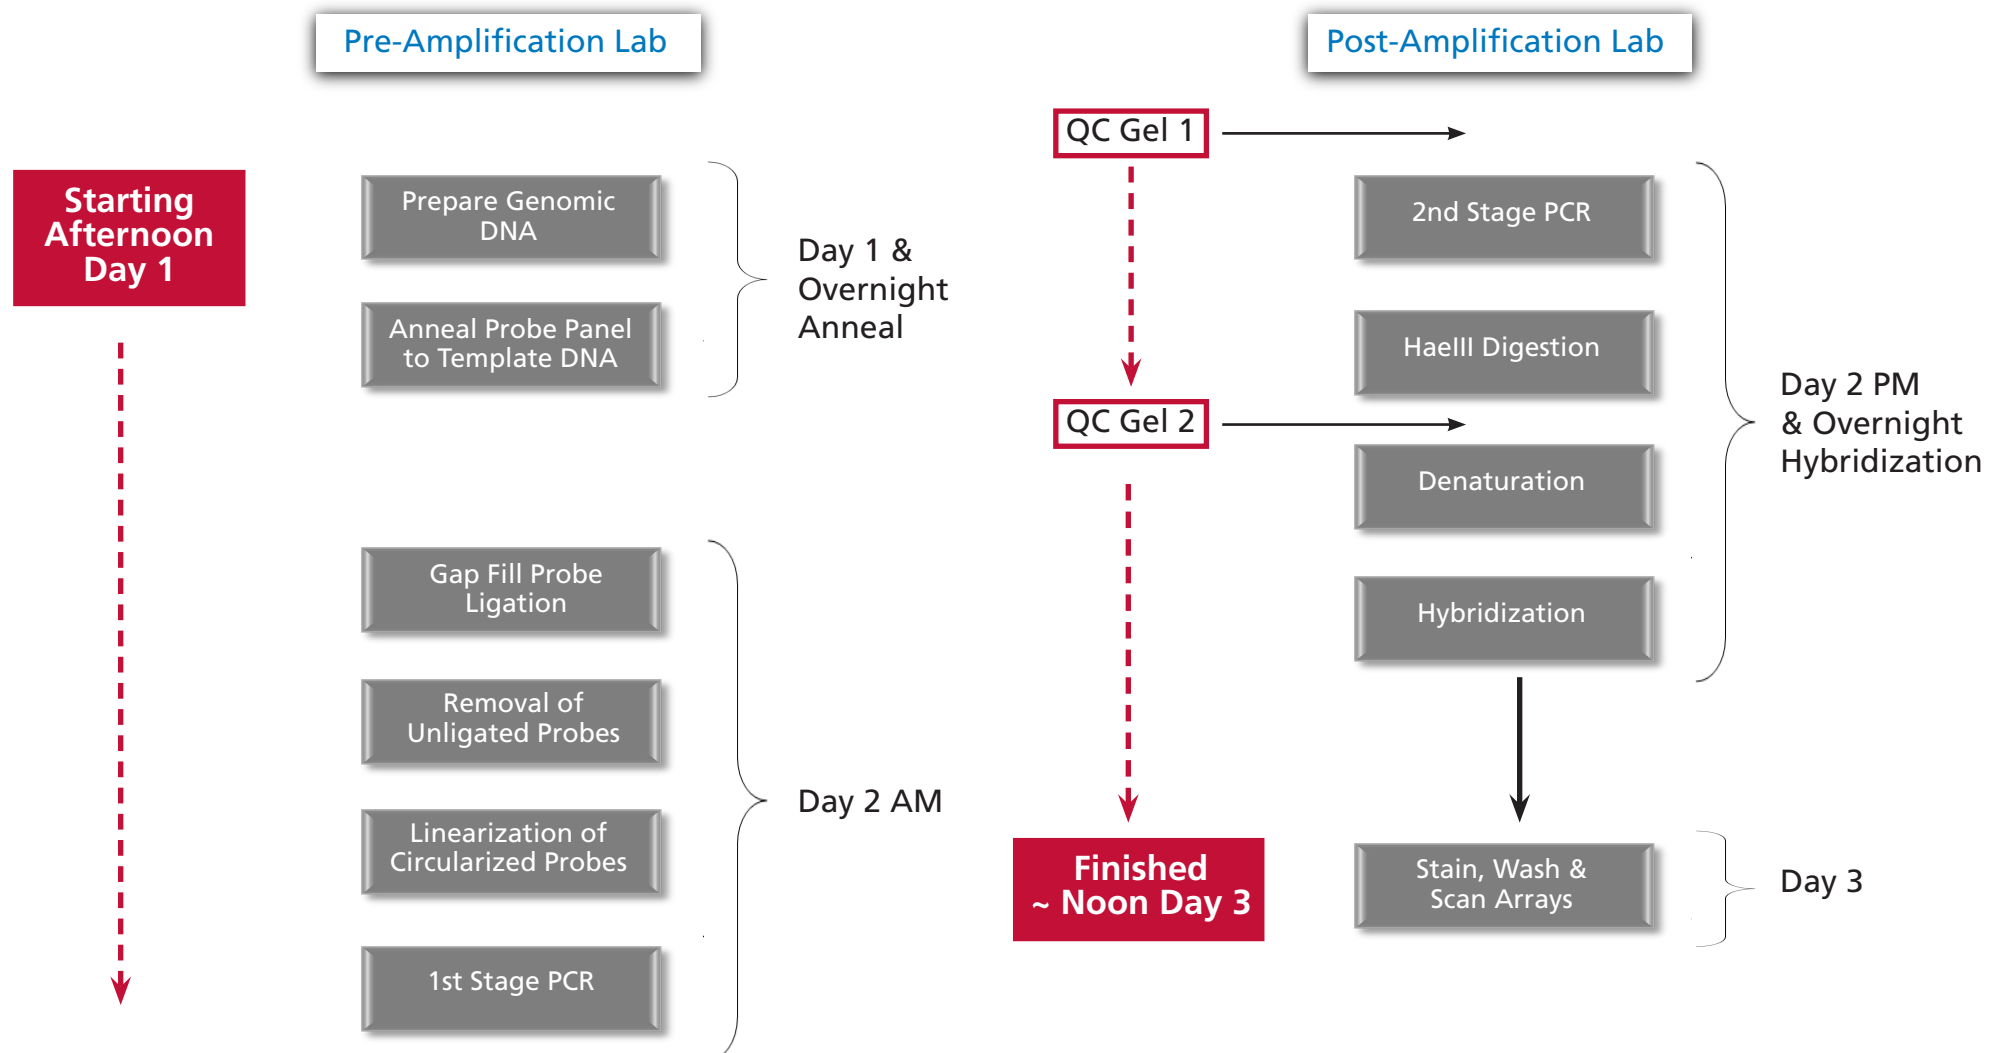 Pre-Amplification Lab
Starting
Afternoon
Day 1
Prepare Genomic
DNA
Anneal Probe Panel
to Template DNA
Day 1 &
Overnight
Anneal
Gap Fill Probe
Ligation
Removal of
Unligated Probes
Linearization of
Circularized Probes
1st Stage PCR
Day 2 AM
Post-Amplification Lab
QC Gel 1
2nd Stage PCR
HaeIII Digestion
QC Gel 2
Denaturation
Hybridization
Day 2 PM
& Overnight
Hybridization
Finished
~ Noon Day 3
Stain, Wash &
Scan Arrays
Day 3